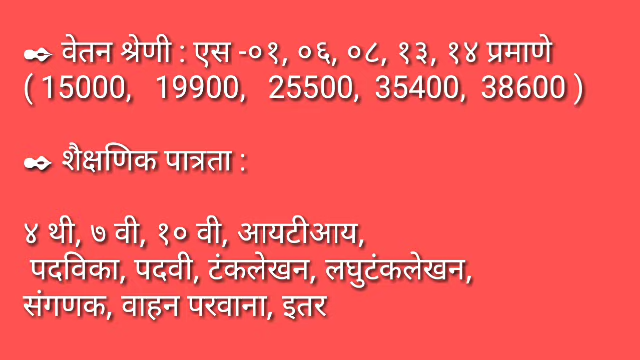 ✒ वेतन श्रेणी : एस -०१, ०६, ०८, १३, १४ प्रमाणे
( 15000, 19900, 25500, 35400, 38600 )
✒ शैक्षणिक पात्रता :
४ थी, ७ वी, १० वी, आयटीआय,
पदविका, पदवी, टंकलेखन, लघुटंकलेखन,
संगणक, वाहन परवाना, इतर